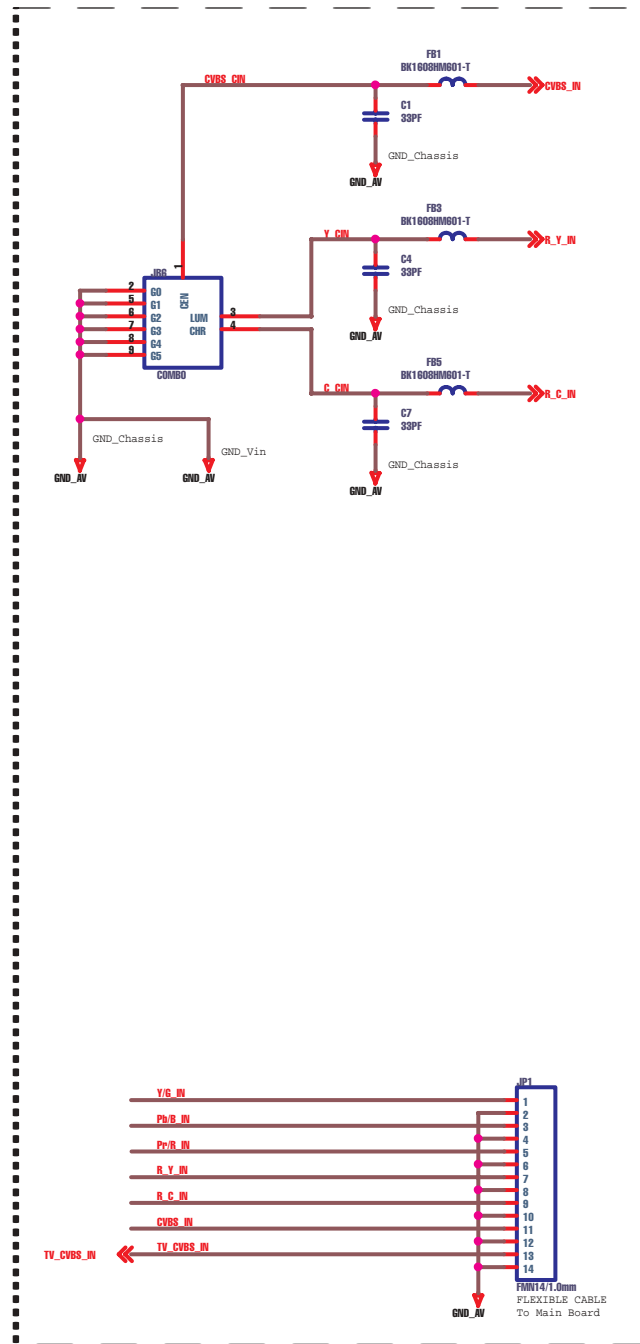 FB1
BK1608HM601-T
CVBS_CIN
CVBS_IN
C1
33PF
GND_Chassis
GND_AV
FB3
BK1608HM601-T
Y_CIN
R_Y_IN
C4
33PF
GND_Chassis
GND_AV
JR6
1
CEN
2 G0
5 G1
6 G2
7 G3
8 G4
9 G5
LUM 3
CHR 4
COMBO
FB5
BK1608HM601-T
C_CIN
R_C_IN
C7
33PF
GND_Chassis
GND_AV
GND_Chassis
GND_Vin
GND_AV
GND_AV
JP1
Y/G_IN 1
2
Pb/B_IN 3
4
Pr/R_IN 5
6
R_Y_IN 7
8
R_C_IN 9
10
CVBS_IN 11
12
TV_CVBS_IN TV_CVBS_IN 13
14
FMN14/1.0mm
FLEXIBLE CABLE
To Main Board
GND_AV